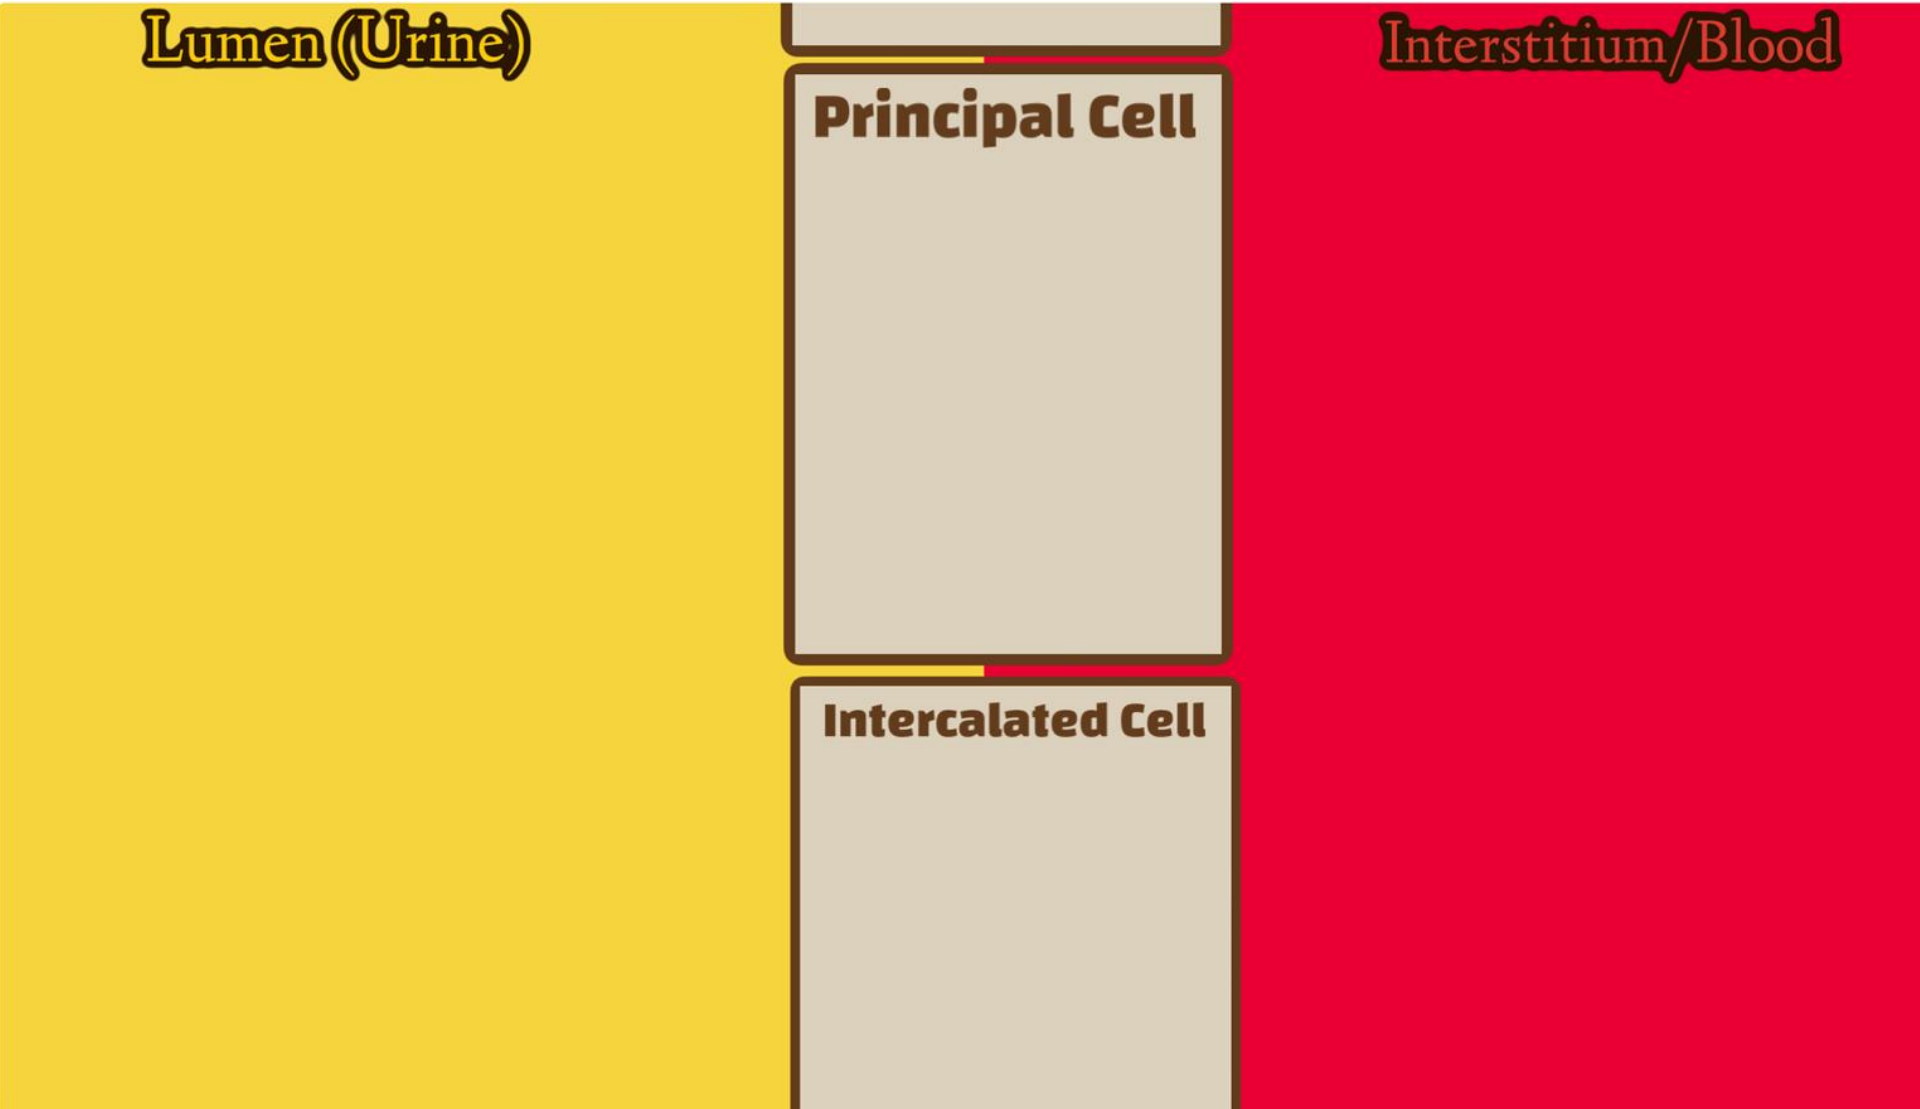 Lumen (Urine)
Interstitium/Blood
Principal Cell
Intercalated Cell